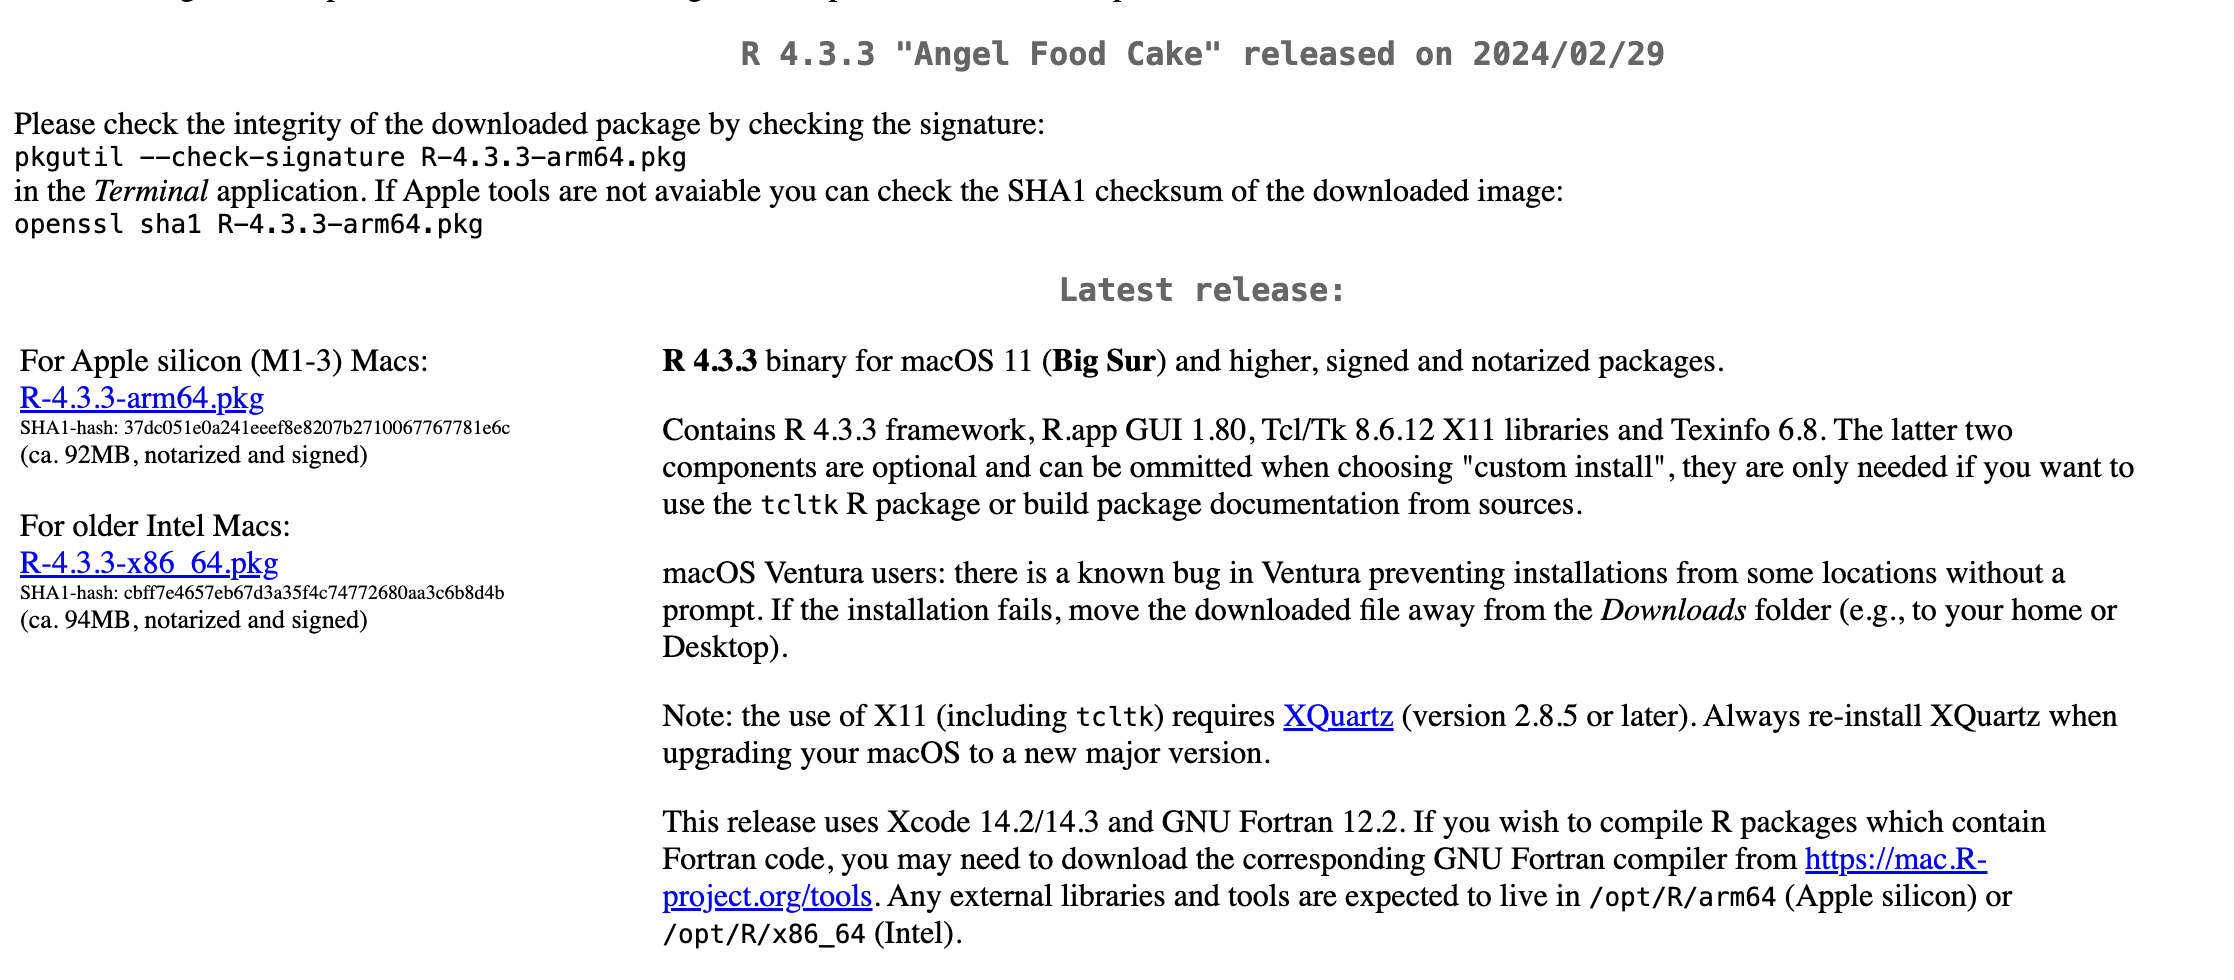 R 4.3.3 "Angel Food Cake" released on 2024/02/29
Please check the integrity of the downloaded package by checking the signature:
pkgutil --check-signature R-4.3.3-arm64.pkg
in the Terminal application. If Apple tools are not avaiable you can check the SHA1 checksum of the downloaded image:
openssl sha1 R-4.3.3-arm64.pkg
Latest release:
For Apple silicon (M1-3) Macs:
R-4.3.3-arm64.pkg
SHA1-hash: 37dc051e0a241eeef8e8207b2710067767781e6c
(ca. 92MB, notarized and signed)
For older Intel Macs:
R-4.3.3-x86_64.pkg
SHA1-hash: cbff7e4657eb67d3a35f4c74772680aa3c6b8d4b
(ca. 94MB, notarized and signed)
R 4.3.3 binary for macOS 11 (Big Sur) and higher, signed and notarized packages.
Contains R 4.3.3 framework, R.app GUI 1.80, Tcl/Tk 8.6.12 X11 libraries and Texinfo 6.8. The latter two
components are optional and can be ommitted when choosing "custom install", they are only needed if you want to
use the tcltk R package or build package documentation from sources.
macOS Ventura users: there is a known bug in Ventura preventing installations from some locations without a
prompt. If the installation fails, move the downloaded file away from the Downloads folder (e.g., to your home or
Desktop).
Note: the use of X11 (including tcltk) requires XQuartz (version 2.8.5 or later). Always re-install XQuartz when
upgrading your macOS to a new major version.
This release uses Xcode 14.2/14.3 and GNU Fortran 12.2. If you wish to compile R packages which contain
Fortran code, you may need to download the corresponding GNU Fortran compiler from https://mac.R-
project.org/tools. Any external libraries and tools are expected to live in /opt/R/arm64 (Apple silicon) or
/opt/R/x86_64 (Intel).